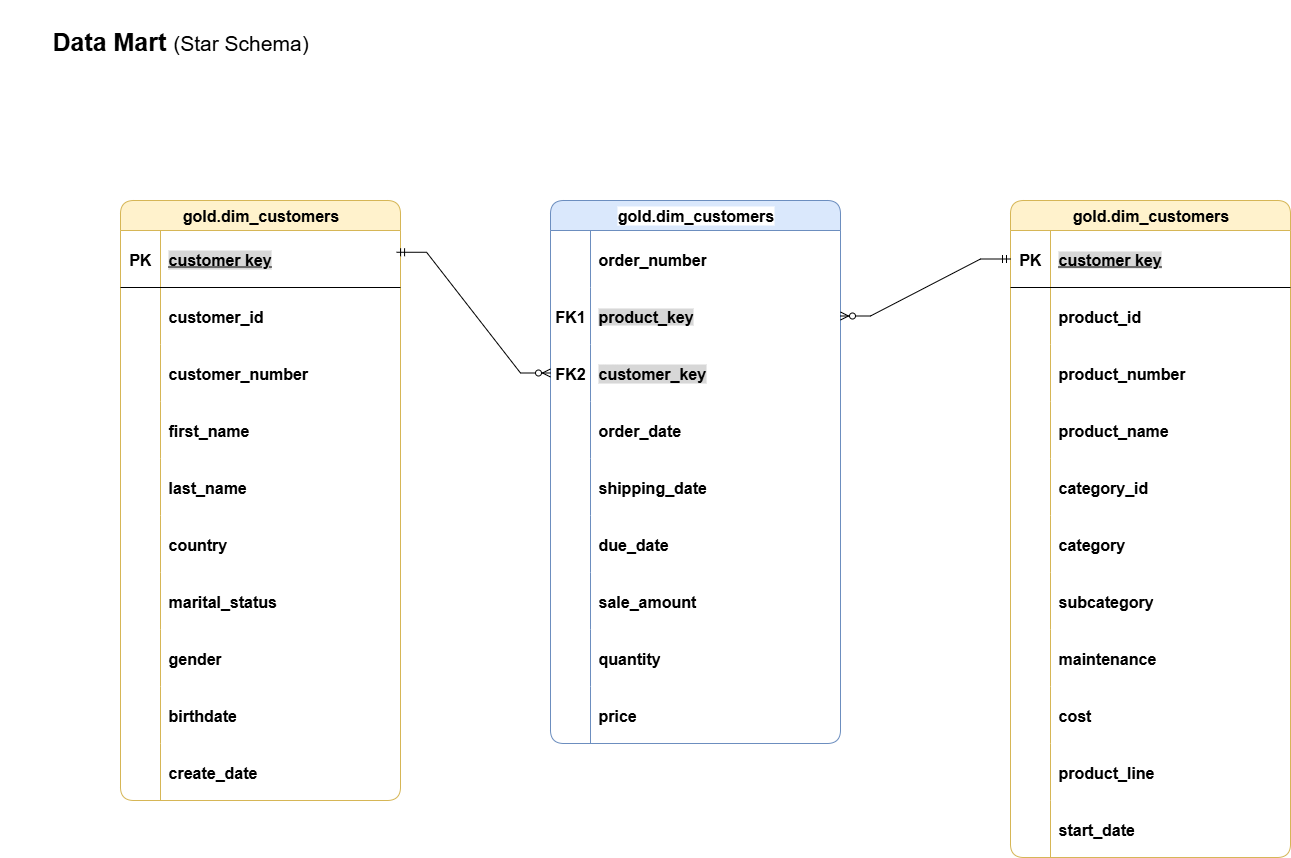 Data Mart (Star Schema)
gold.dim_customers
PK customer key
customer_id
customer_number
first_name
last_name
country
marital_status
gender
birthdate
create_date
gold.dim_customers
order_number
FK1 product_key
FK2 customer_key
order_date
shipping_date
due_date
sale_amount
quantity
price
gold.dim_customers
PK customer key
product_id
product_number
product_name
category_id
category
subcategory
maintenance
cost
product_line
start_date